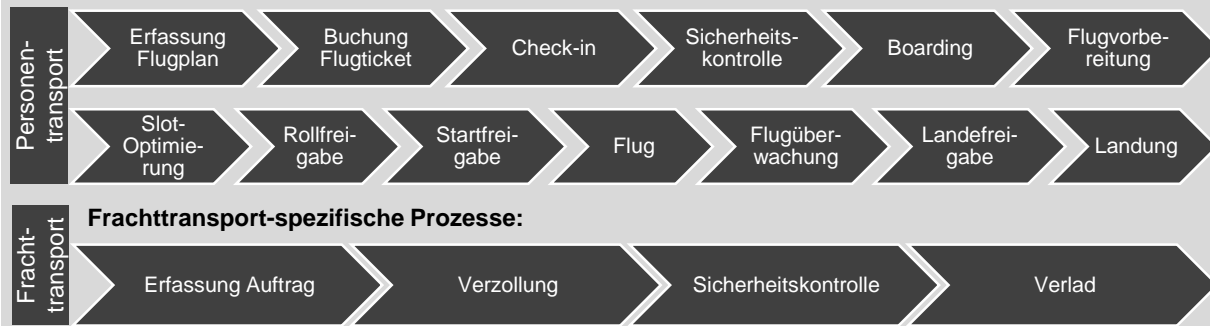 Personen-
transport
Erfassung
Flugplan
Buchung
Flugticket
Check-in
Sicherheits-
kontrolle
Boarding
Flugvorbe-
reitung
Slot-
Optimie-
rung
Rollfrei-
gabe
Startfrei-
gabe
Flug
Flugüber-
wachung
Landefrei-
gabe
Landung
Fracht-
transport
Frachttransport-spezifische Prozesse:
Erfassung Auftrag
Verzollung
Sicherheitskontrolle
Verlad